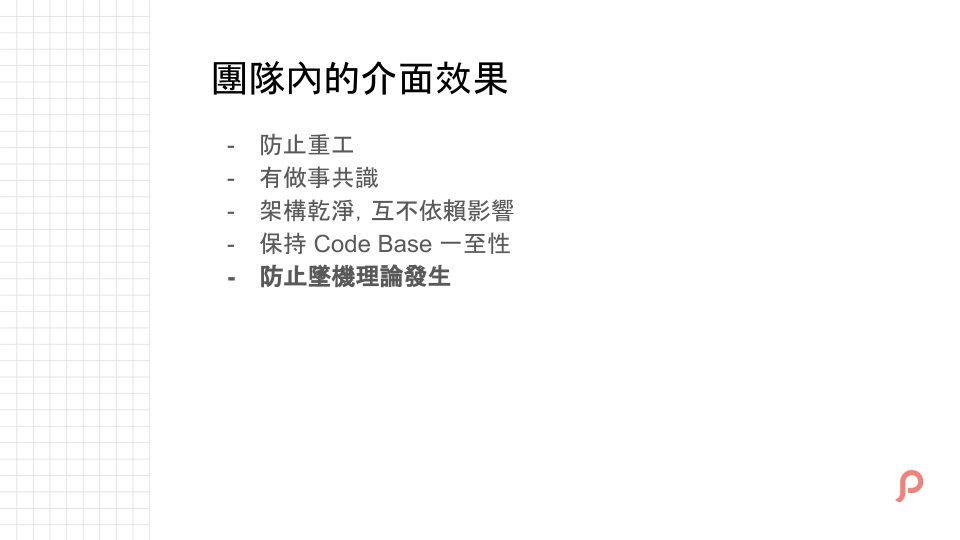 團隊內的介面效果
- 防止重工
- 有做事共識
- 架構乾淨，互不依賴影響
- 保持 Code Base 一至性
- 防止墜機理論發生